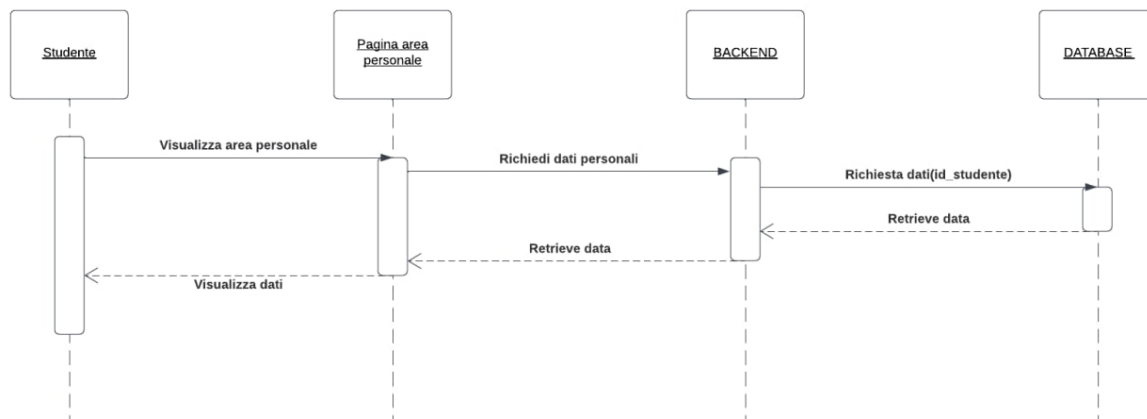 Studente
Pagina area
personale
BACKEND
DATABASE
Visualizza area personale
Richiedi dati personali
Richiesta dati(id_studente)
Retrieve data
Retrieve data
Visualizza dati